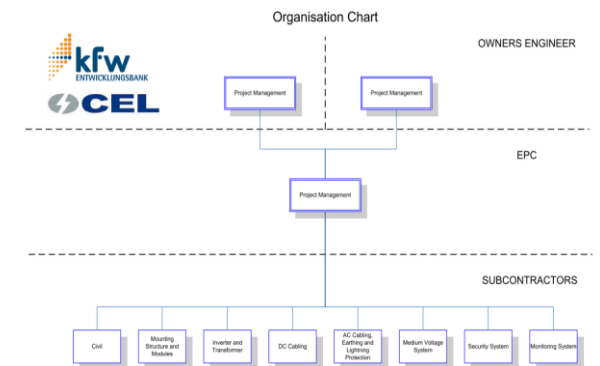 Organisation Chart
OWNERS ENGINEER
kfw
ENTWICKLUNGSBANK
CEL
Project Management
Project Management
EPC
Project Management
SUBCONTRACTORS
Civil
Mounting
Structure and
Modules
Inverter and
Transformer
DC Cabling
AC Cabling,
Earthing and
Lightning
Protection
Medium Voltage
System
Security System
Monitoring System